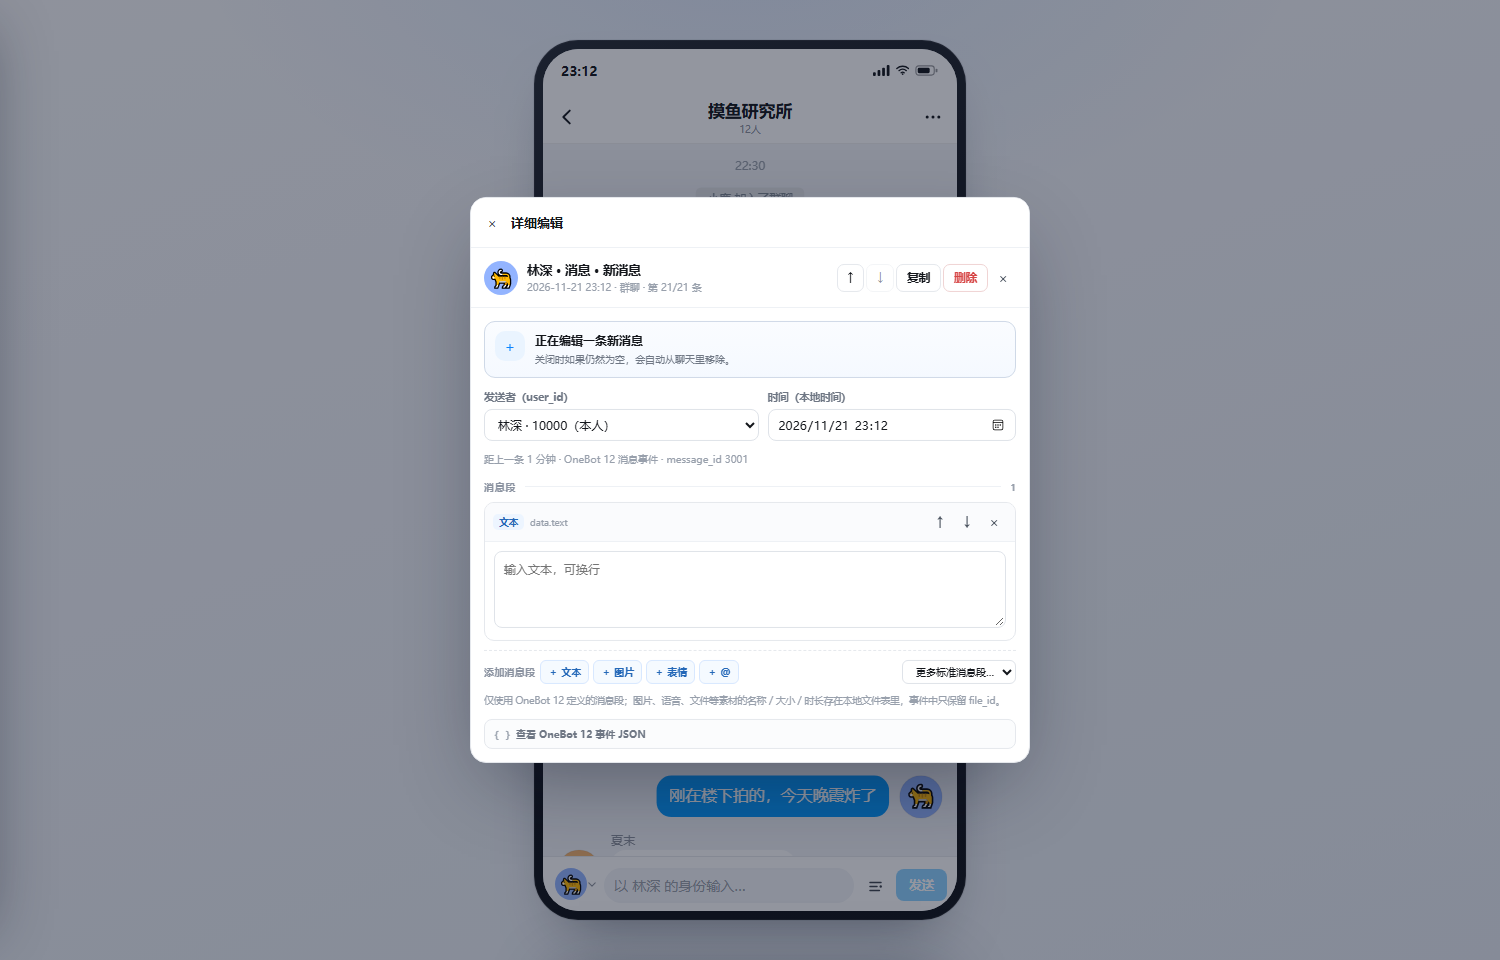 23:12
摸鱼研究所
12人
22:30
× 详细编辑
林深 • 消息 • 新消息
2026-11-21 23:12 · 群聊 · 第 21/21 条
↑ ↓ 复制 删除 ×
+ 正在编辑一条新消息
关闭时如果仍然为空，会自动从聊天里移除。
发送者（user_id） 时间（本地时间）
林深 · 10000（本人） 2026/11/21 23:12
距上一条 1 分钟 · OneBot 12 消息事件 · message_id 3001
消息段 1
文本 data.text ↑ ↓ ×
输入文本，可换行
添加消息段 + 文本 + 图片 + 表情 + @ 更多标准消息段...
仅使用 OneBot 12 定义的消息段；图片、语音、文件等素材的名称 / 大小 / 时长存在本地文件表里，事件中只保留 file_id。
{ } 查看 OneBot 12 事件 JSON
刚在楼下拍的，今天晚霞炸了
夏末
以 林深 的身份输入... 发送